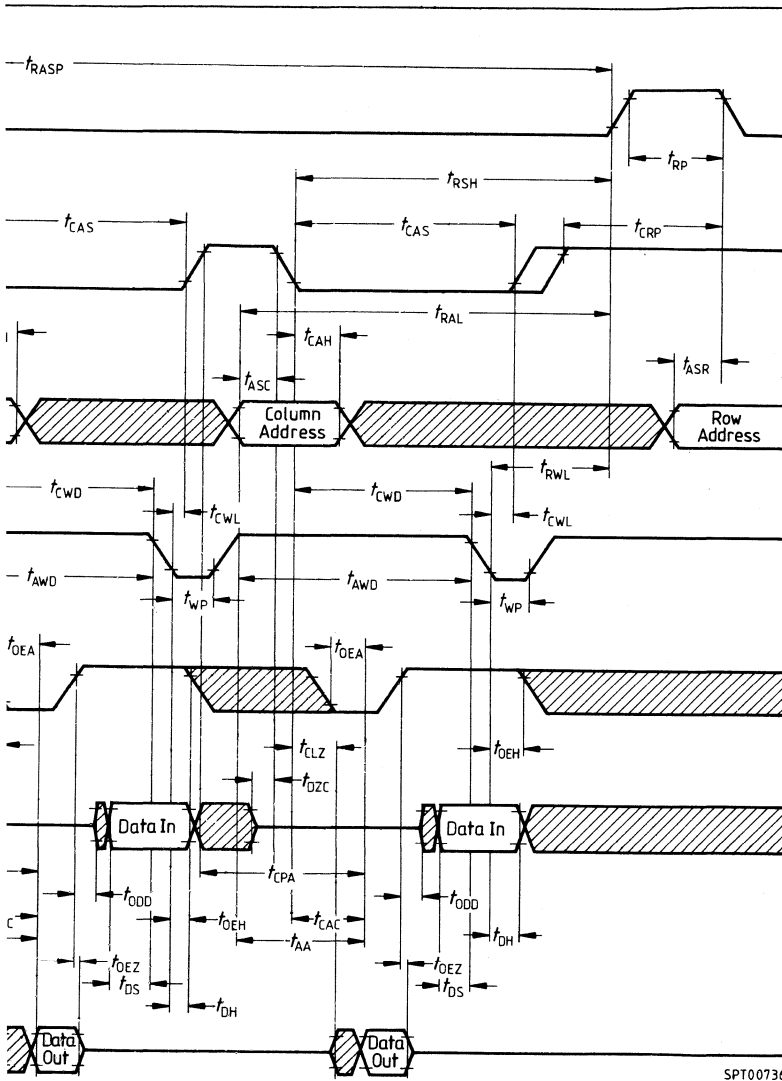 tRASP
tRP
tRSH
tCAS tCAS tCRP
tRAL
tCAH
tASC tASR
Column
Address
Row
Address
tRWL
tCWD tCWD
tCWL tCWL
tAWD tAWD
tWP tWP
tOEA tOEA
tCLZ tOEH
tDZC
Data In Data In
tCPA
tODD tODD
C tOEH tCAC tDH
tAA
tOEZ tOEZ
tDS tDS
tDH
Data
Out
Data
Out
SPT00736